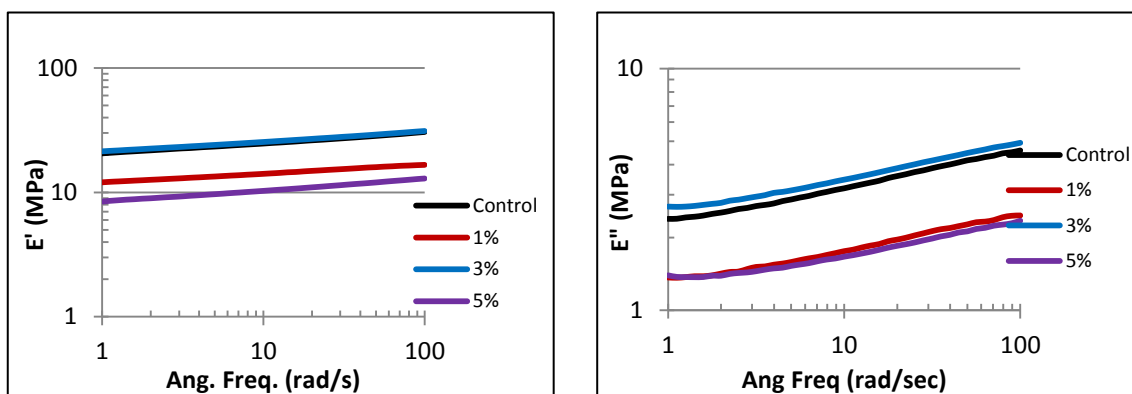 100
10
1
E' (MPa)
1
10
100
Ang. Freq. (rad/s)
Control
1%
3%
5%
10
1
E" (MPa)
1
10
100
Ang Freq (rad/sec)
Control
1%
3%
5%